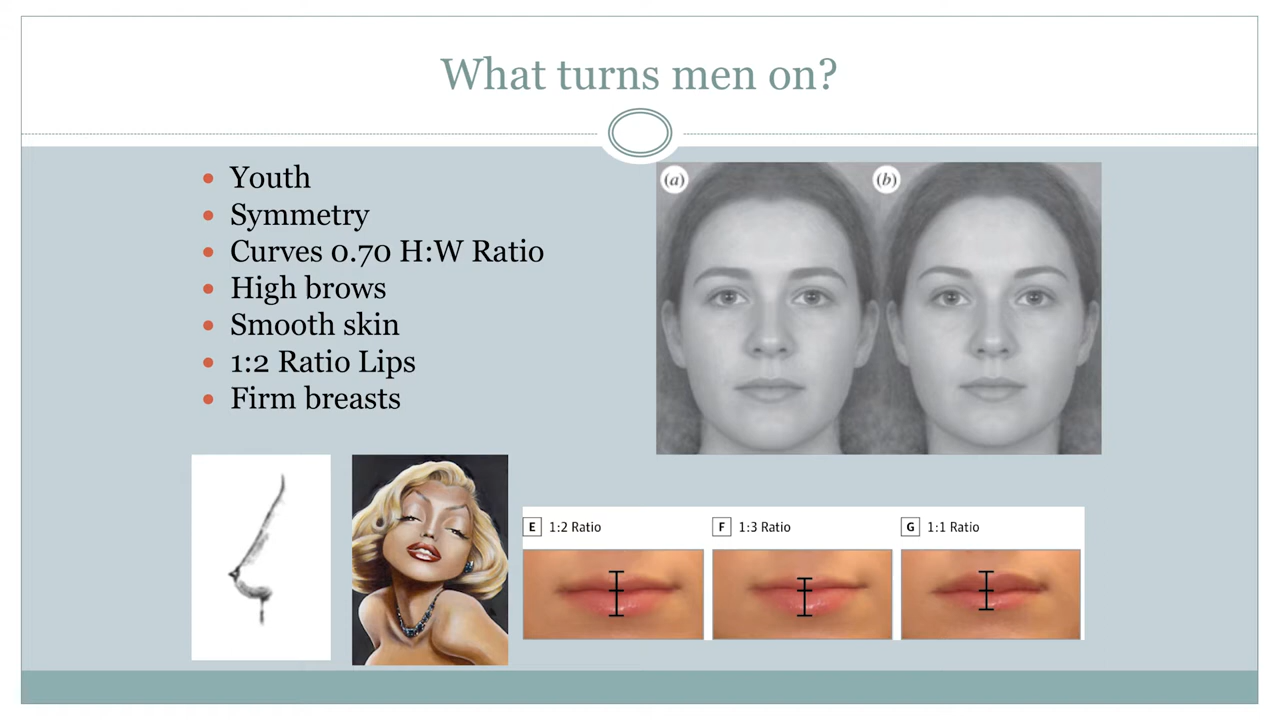 What turns men on?
Youth
Symmetry
Curves 0.70 H:W Ratio
High brows
Smooth skin
1:2 Ratio Lips
Firm breasts
(a)
(b)
E 1:2 Ratio
F 1:3 Ratio
G 1:1 Ratio